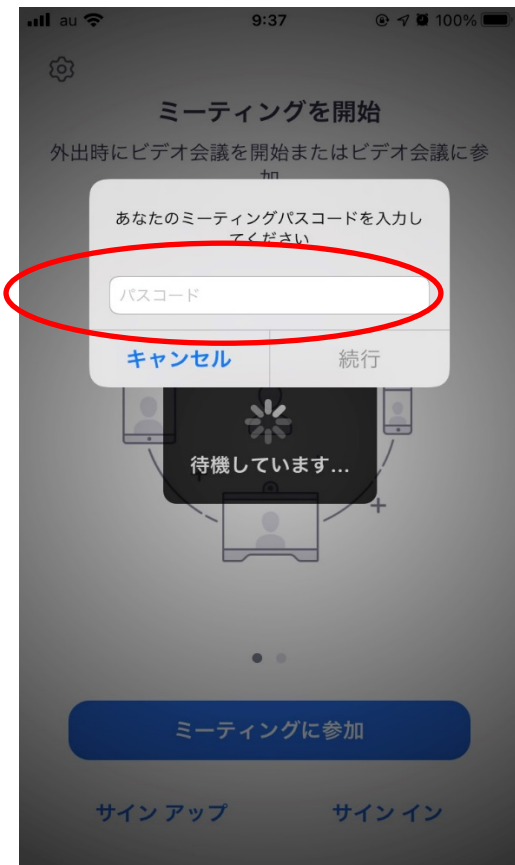 au 9:37 100%
ミーティングを開始
外出時にビデオ会議を開始またはビデオ会議に参
加
あなたのミーティングパスコードを入力し
てください
パスコード
キャンセル 続行
待機しています...
ミーティングに参加
サイン アップ サイン イン